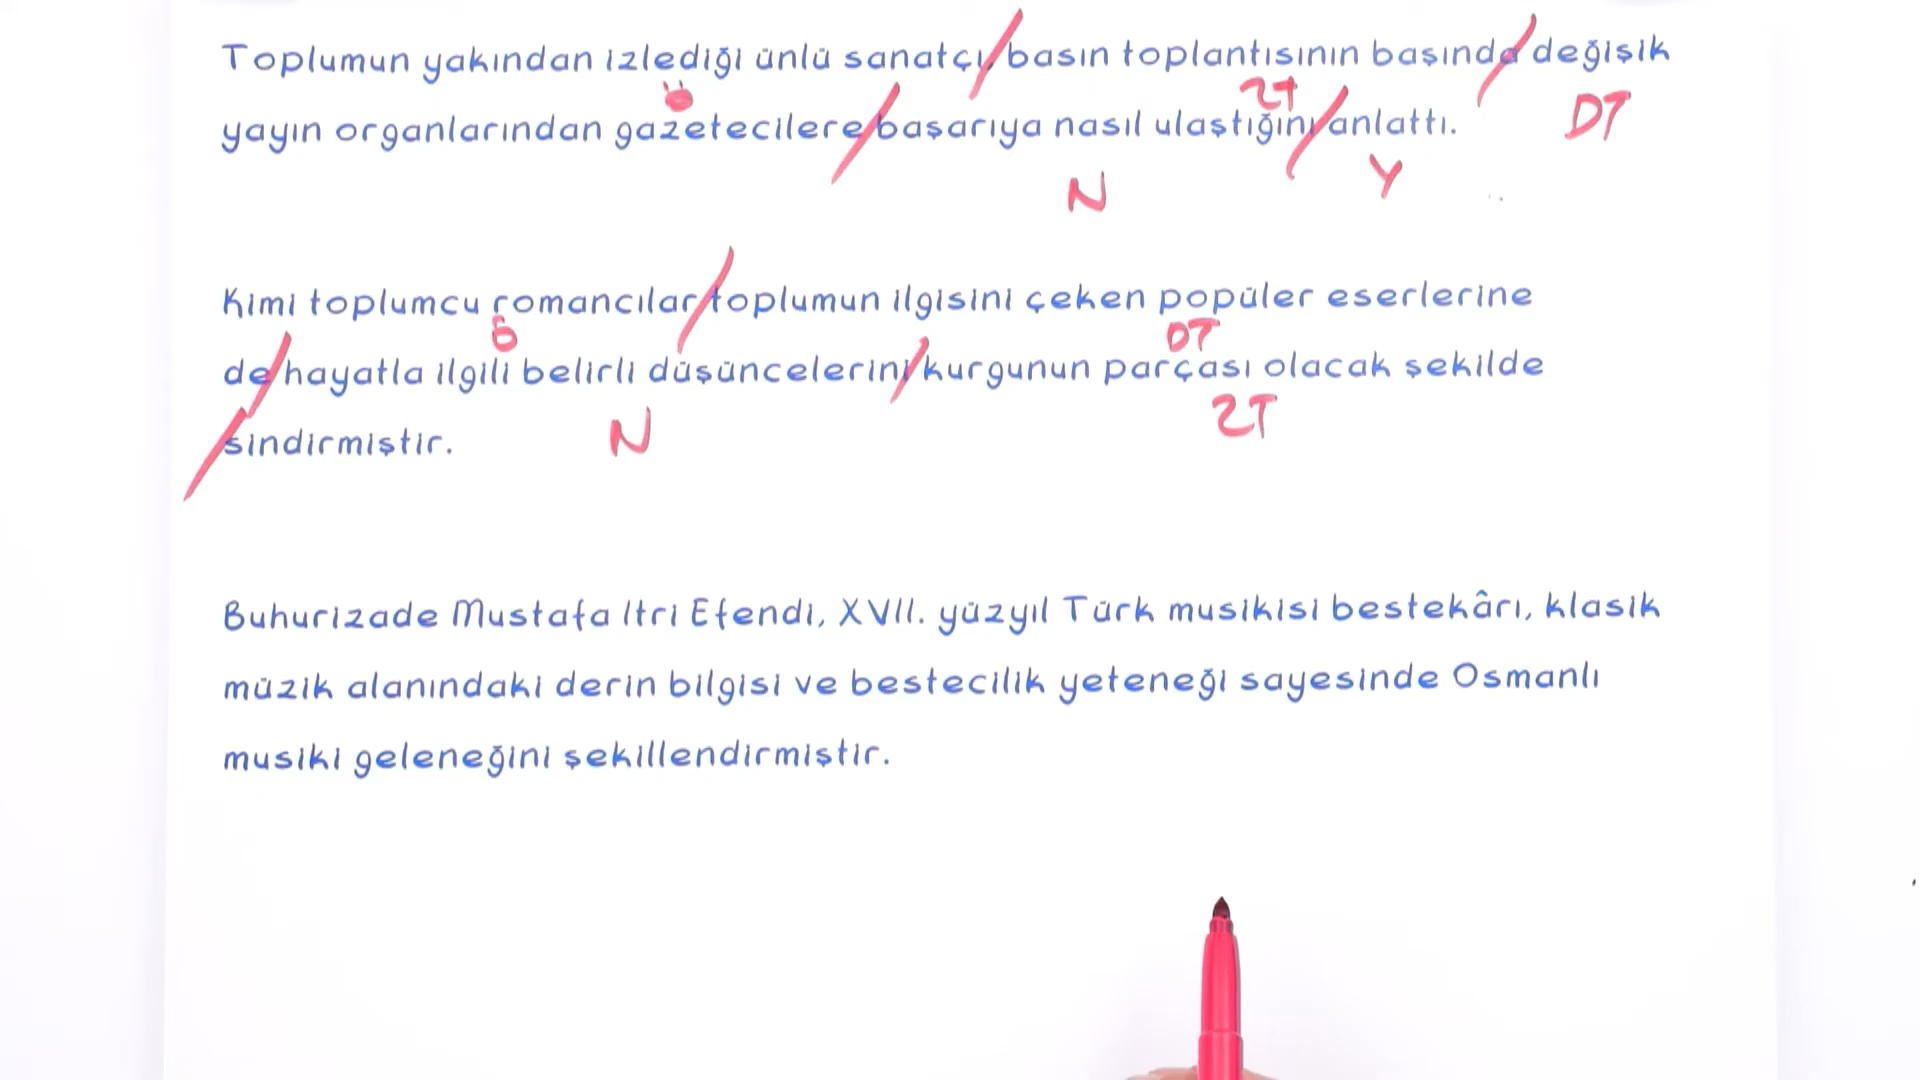 Toplumun yakından izlediği ünlü sanatçı, basın toplantısının başında değişik
Ö ZT DT
yayın organlarından gazetecilere başarıya nasıl ulaştığını anlattı.
N Y
Kimi toplumcu romancılar toplumun ilgisini çeken popüler eserlerine
Ö DT
de hayatla ilgili belirli düşüncelerini kurgunun parçası olacak şekilde
N ZT
sindirmiştir.
Buhurizade Mustafa Itri Efendi, XVII. yüzyıl Türk musikisi bestekârı, klasik
müzik alanındaki derin bilgisi ve bestecilik yeteneği sayesinde Osmanlı
musiki geleneğini şekillendirmiştir.